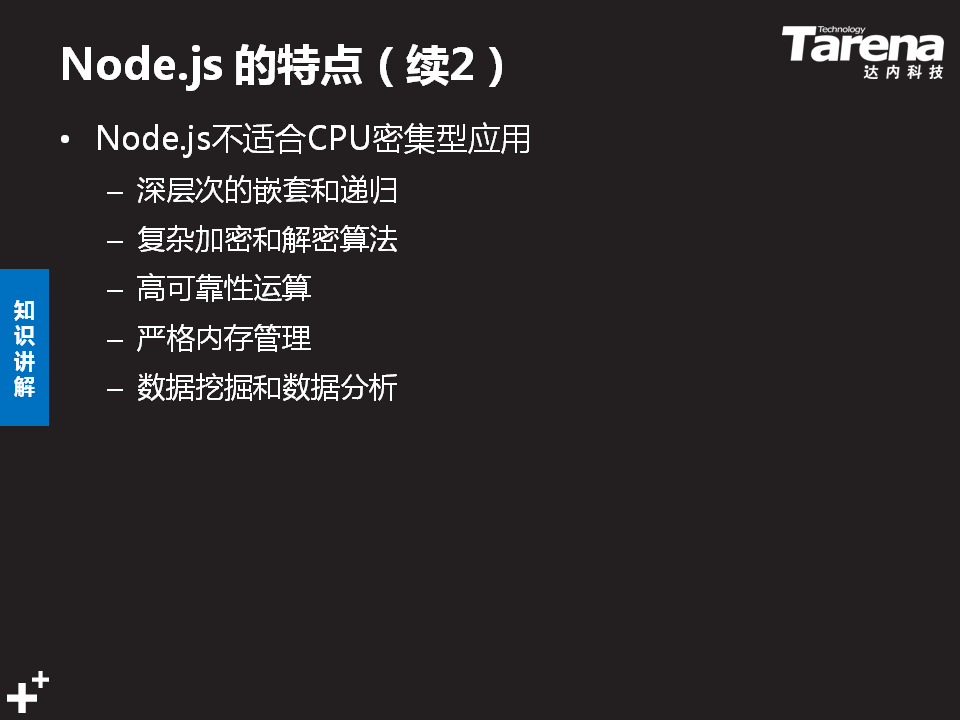 Node.js 的特点（续2）
Technology
Tarena
达内科技
• Node.js不适合CPU密集型应用
– 深层次的嵌套和递归
– 复杂加密和解密算法
– 高可靠性运算
– 严格内存管理
– 数据挖掘和数据分析
知识讲解